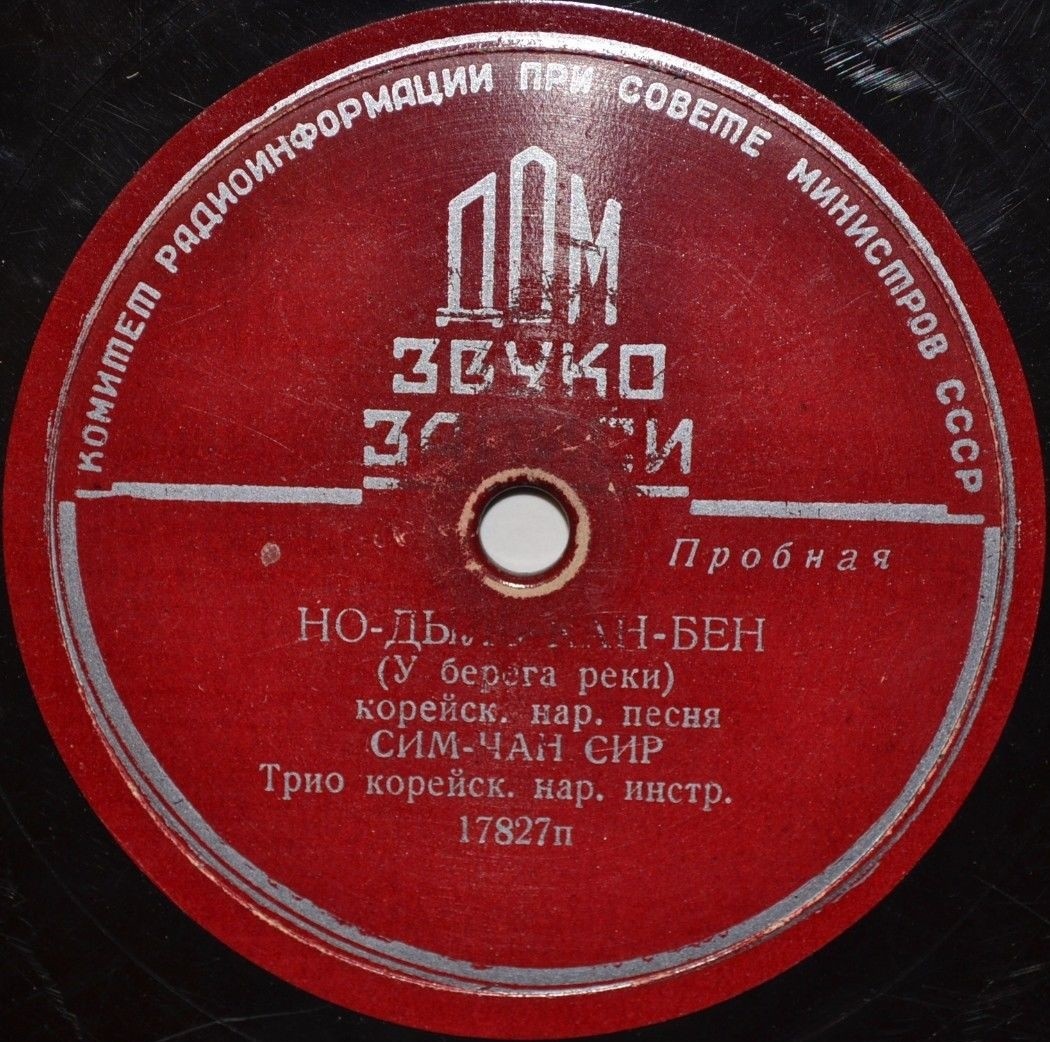 КОМИТЕТ РАДИОИНФОРМАЦИИ ПРИ СОВЕТЕ МИНИСТРОВ СССР
ДОМ
ЗВУКО
Пробная
(У берега реки)
корейск. нар. песня
СИМ-ЧАН СИР
Трио корейск. нар. инстр.
17827п